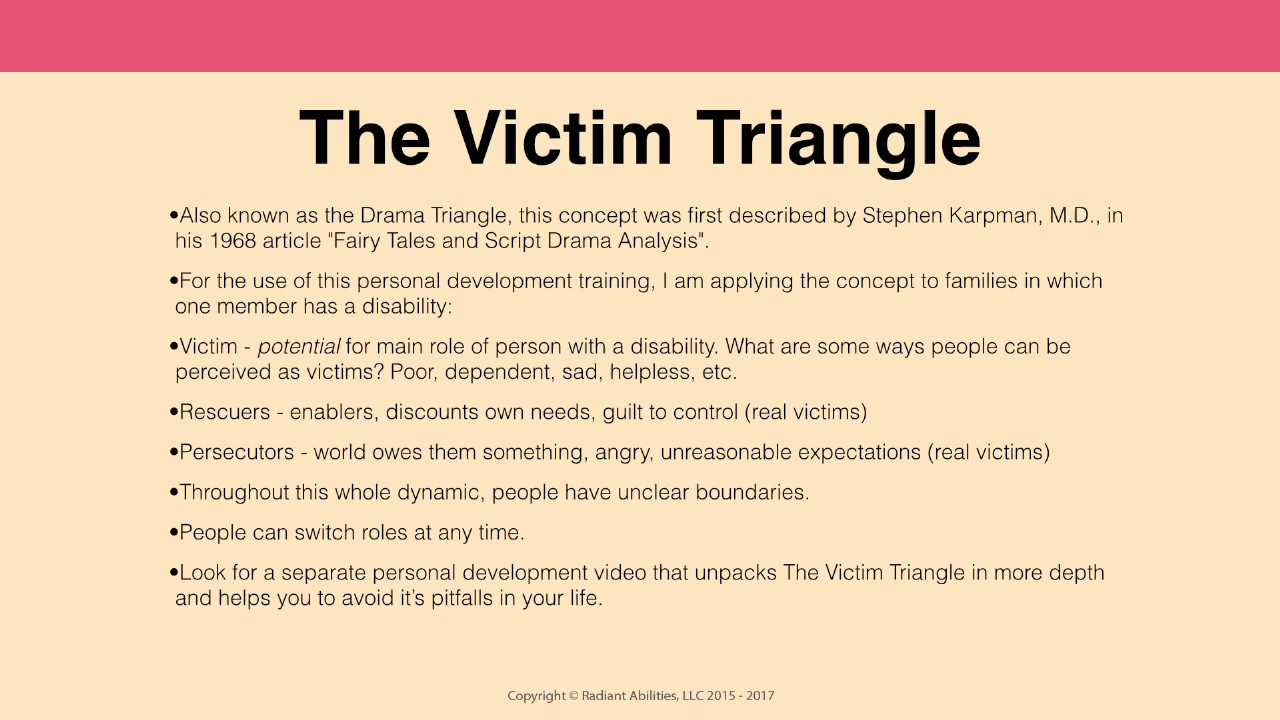 The Victim Triangle
•Also known as the Drama Triangle, this concept was first described by Stephen Karpman, M.D., in
his 1968 article "Fairy Tales and Script Drama Analysis".
•For the use of this personal development training, I am applying the concept to families in which
one member has a disability:
•Victim - potential for main role of person with a disability. What are some ways people can be
perceived as victims? Poor, dependent, sad, helpless, etc.
•Rescuers - enablers, discounts own needs, guilt to control (real victims)
•Persecutors - world owes them something, angry, unreasonable expectations (real victims)
•Throughout this whole dynamic, people have unclear boundaries.
•People can switch roles at any time.
•Look for a separate personal development video that unpacks The Victim Triangle in more depth
and helps you to avoid it’s pitfalls in your life.
Copyright © Radiant Abilities, LLC 2015 - 2017